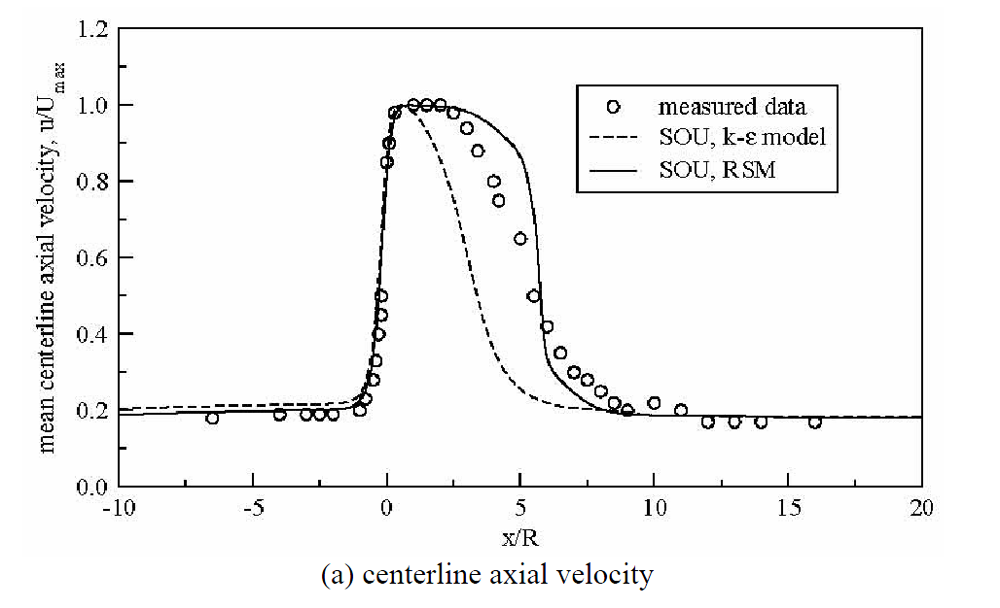 1.2
1.0
0.8
0.6
0.4
0.2
0.0
mean centerline axial velocity, u/Umax
measured data
SOU, k-ε model
SOU, RSM
-10 -5 0 5 10 15 20
x/R
(a) centerline axial velocity